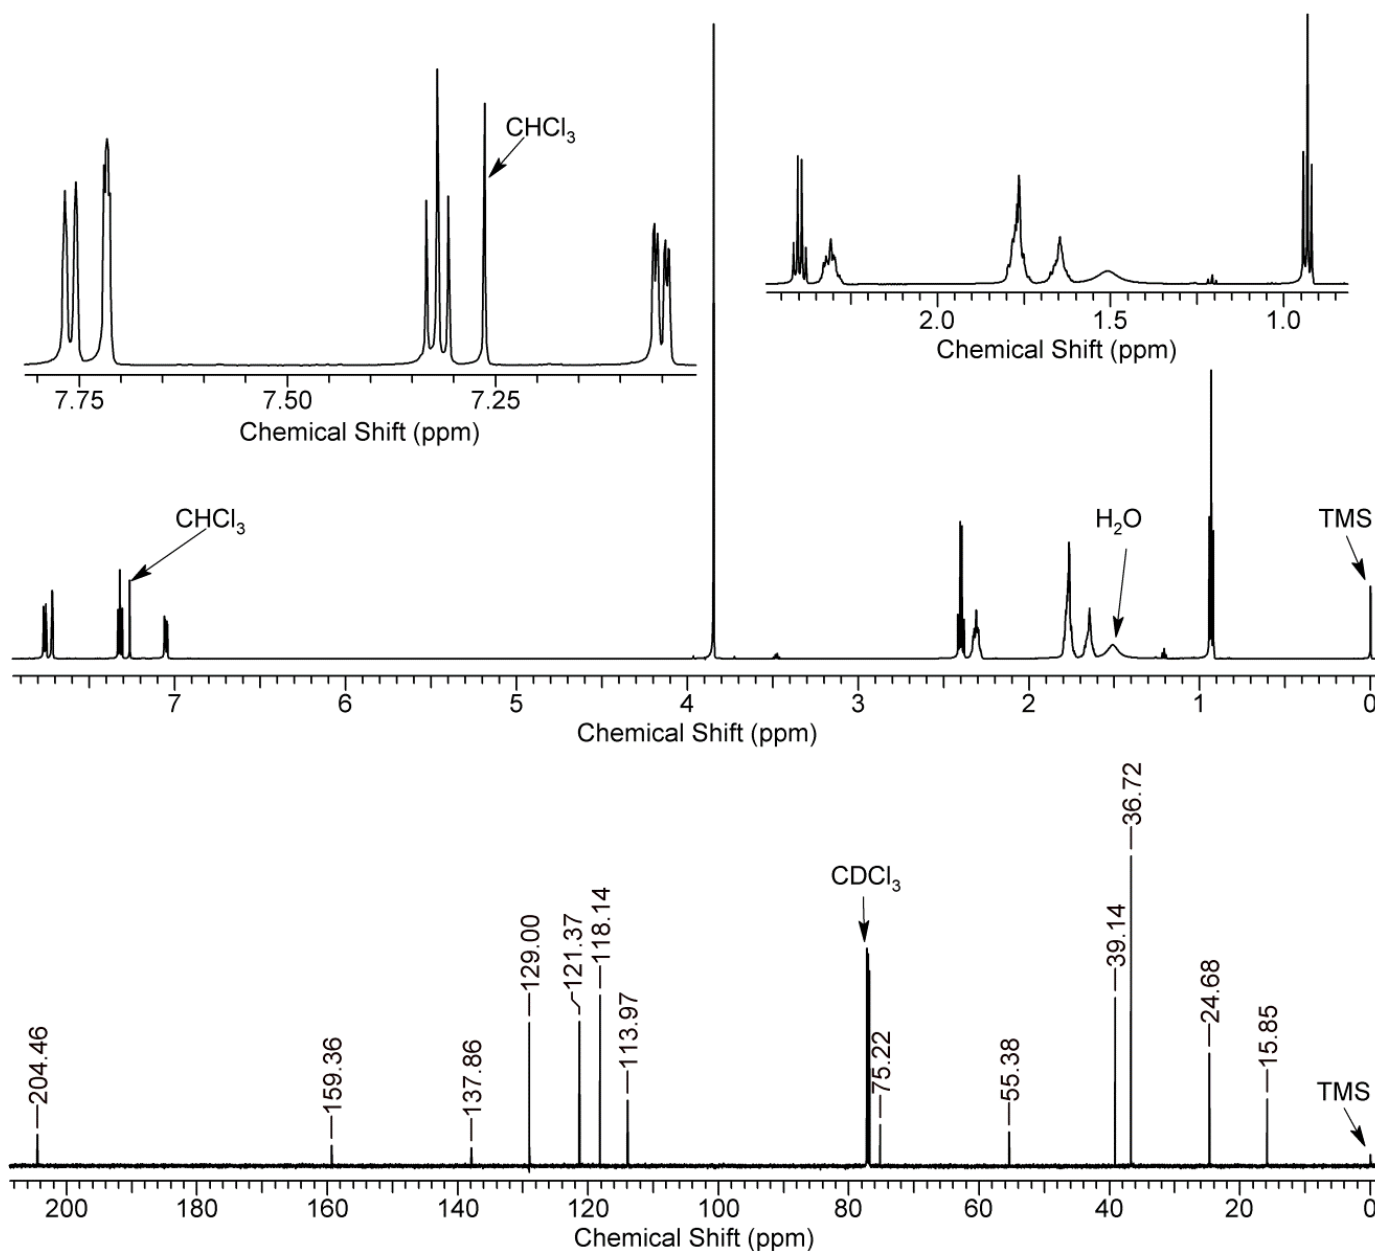 CHCl3
7.75 7.50 7.25
Chemical Shift (ppm)
2.0 1.5 1.0
Chemical Shift (ppm)
CHCl3
H2O
TMS
7 6 5 4 3 2 1 0
Chemical Shift (ppm)
204.46
159.36
137.86
129.00
121.37
118.14
113.97
CDCl3
75.22
55.38
39.14
36.72
24.68
15.85
TMS
200 180 160 140 120 100 80 60 40 20 0
Chemical Shift (ppm)